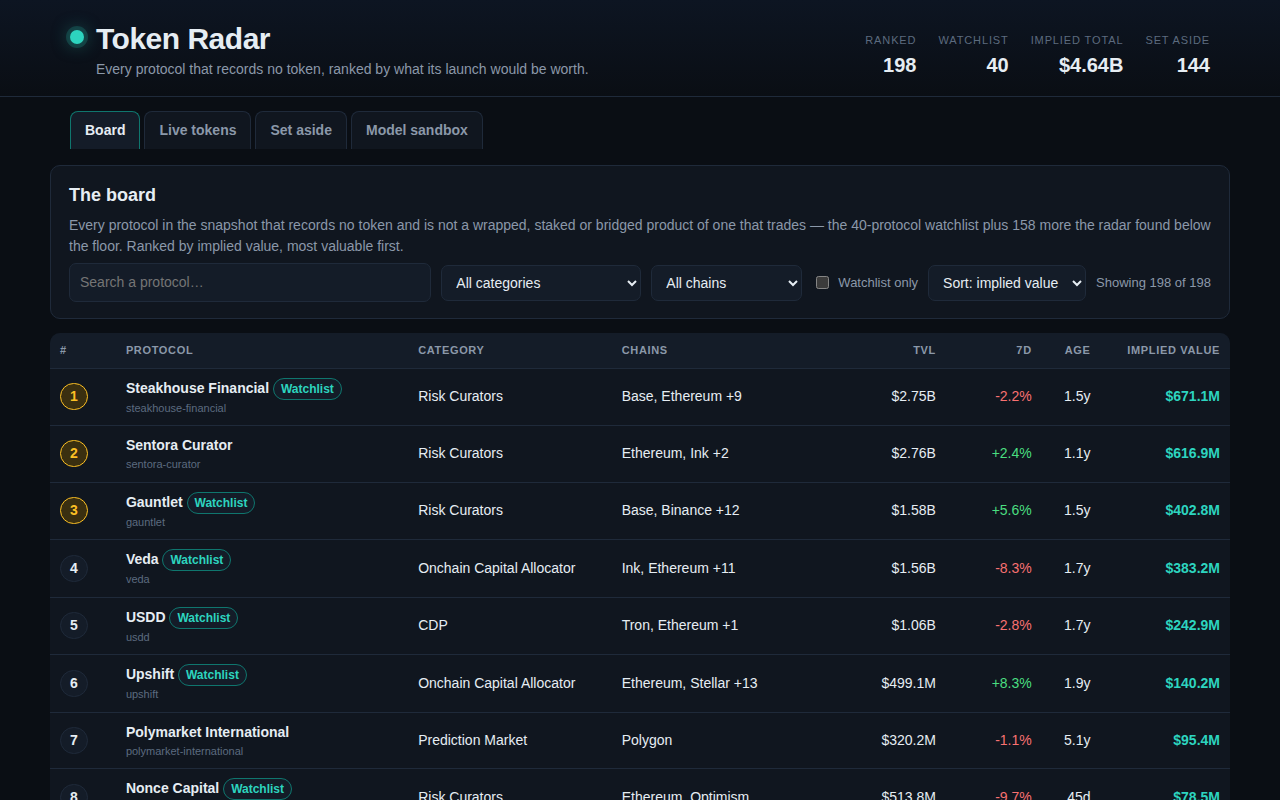 Token Radar
Every protocol that records no token, ranked by what its launch would be worth.
RANKED WATCHLIST IMPLIED TOTAL SET ASIDE
198 40 $4.64B 144
Board Live tokens Set aside Model sandbox
The board
Every protocol in the snapshot that records no token and is not a wrapped, staked or bridged product of one that trades — the 40-protocol watchlist plus 158 more the radar found below
the floor. Ranked by implied value, most valuable first.
Search a protocol… All categories All chains Watchlist only Sort: implied value Showing 198 of 198
# PROTOCOL CATEGORY CHAINS TVL 7D AGE IMPLIED VALUE
1 Steakhouse Financial Watchlist Risk Curators Base, Ethereum +9 $2.75B -2.2% 1.5y $671.1M
steakhouse-financial
2 Sentora Curator Risk Curators Ethereum, Ink +2 $2.76B +2.4% 1.1y $616.9M
sentora-curator
3 Gauntlet Watchlist Risk Curators Base, Binance +12 $1.58B +5.6% 1.5y $402.8M
gauntlet
4 Veda Watchlist Onchain Capital Allocator Ink, Ethereum +11 $1.56B -8.3% 1.7y $383.2M
veda
5 USDD Watchlist CDP Tron, Ethereum +1 $1.06B -2.8% 1.7y $242.9M
usdd
6 Upshift Watchlist Onchain Capital Allocator Ethereum, Stellar +13 $499.1M +8.3% 1.9y $140.2M
upshift
7 Polymarket International Prediction Market Polygon $320.2M -1.1% 5.1y $95.4M
polymarket-international
8 Nonce Capital Watchlist Risk Curators Ethereum, Optimism $513.8M -9.7% 45d $78.5M